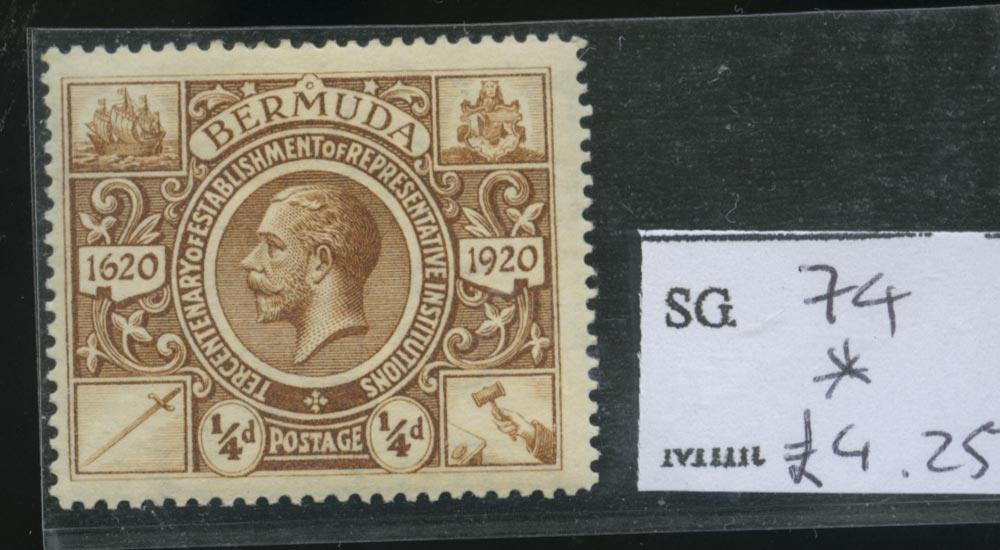 BERMUDA
TERCENTENARY OF ESTABLISHMENT OF REPRESENTATIVE INSTITUTIONS
1620
1920
1/4d
POSTAGE
1/4d
SG. 74
*
£4.25